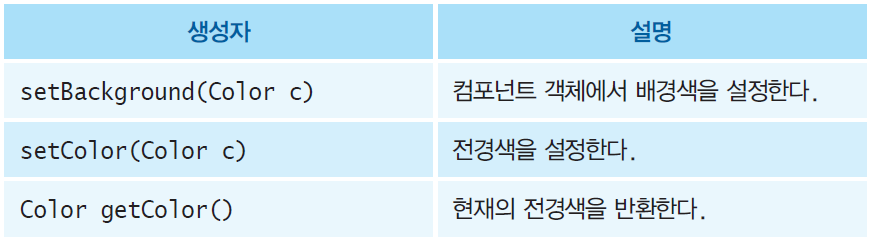 생성자 설명
setBackground(Color c) 컴포넌트 객체에서 배경색을 설정한다.
setColor(Color c) 전경색을 설정한다.
Color getColor() 현재의 전경색을 반환한다.